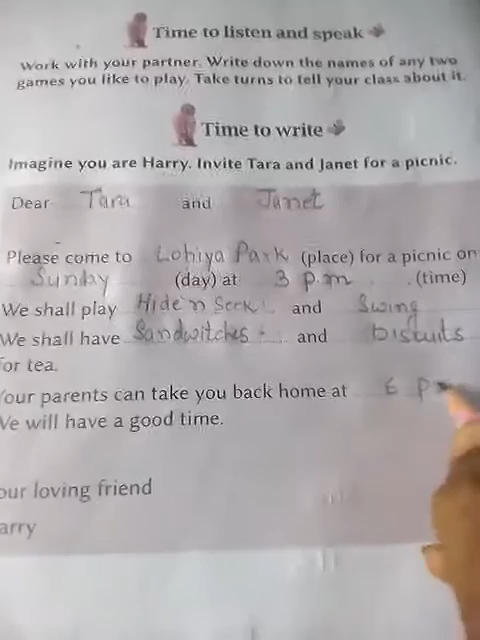 Time to listen and speak
Work with your partner. Write down the names of any two
games you like to play. Take turns to tell your class about it.
Time to write
Imagine you are Harry. Invite Tara and Janet for a picnic.
Dear Tara and Janet
Please come to Lohiya Park (place) for a picnic on
Sunday (day) at 3 p.m (time)
We shall play Hide'n Seek and Swing
We shall have Sandwitches and biscuits
for tea.
Your parents can take you back home at 6 p
We will have a good time.
our loving friend
arry